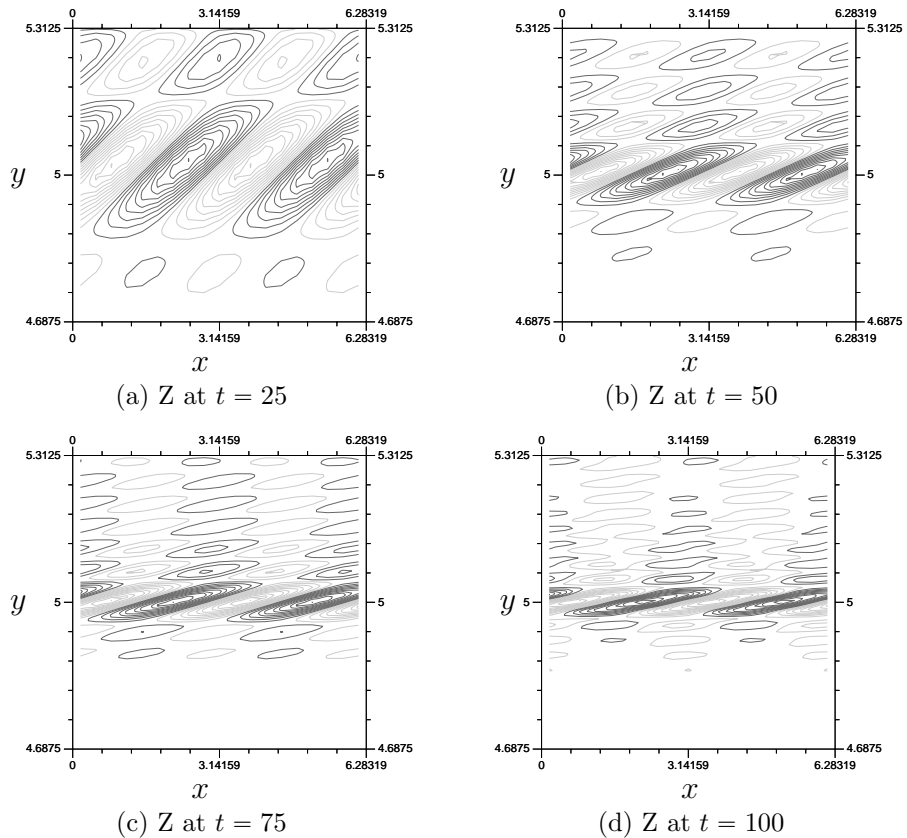 0 3.14159 6.28319 0 3.14159 6.28319
5.3125 5.3125 5.3125 5.3125
y 5 5 y 5 5
4.6875 4.6875 4.6875 4.6875
0 3.14159 6.28319 0 3.14159 6.28319
x x
(a) Z at t = 25 (b) Z at t = 50
0 3.14159 6.28319 0 3.14159 6.28319
5.3125 5.3125 5.3125 5.3125
y 5 5 y 5 5
4.6875 4.6875 4.6875 4.6875
0 3.14159 6.28319 0 3.14159 6.28319
x x
(c) Z at t = 75 (d) Z at t = 100